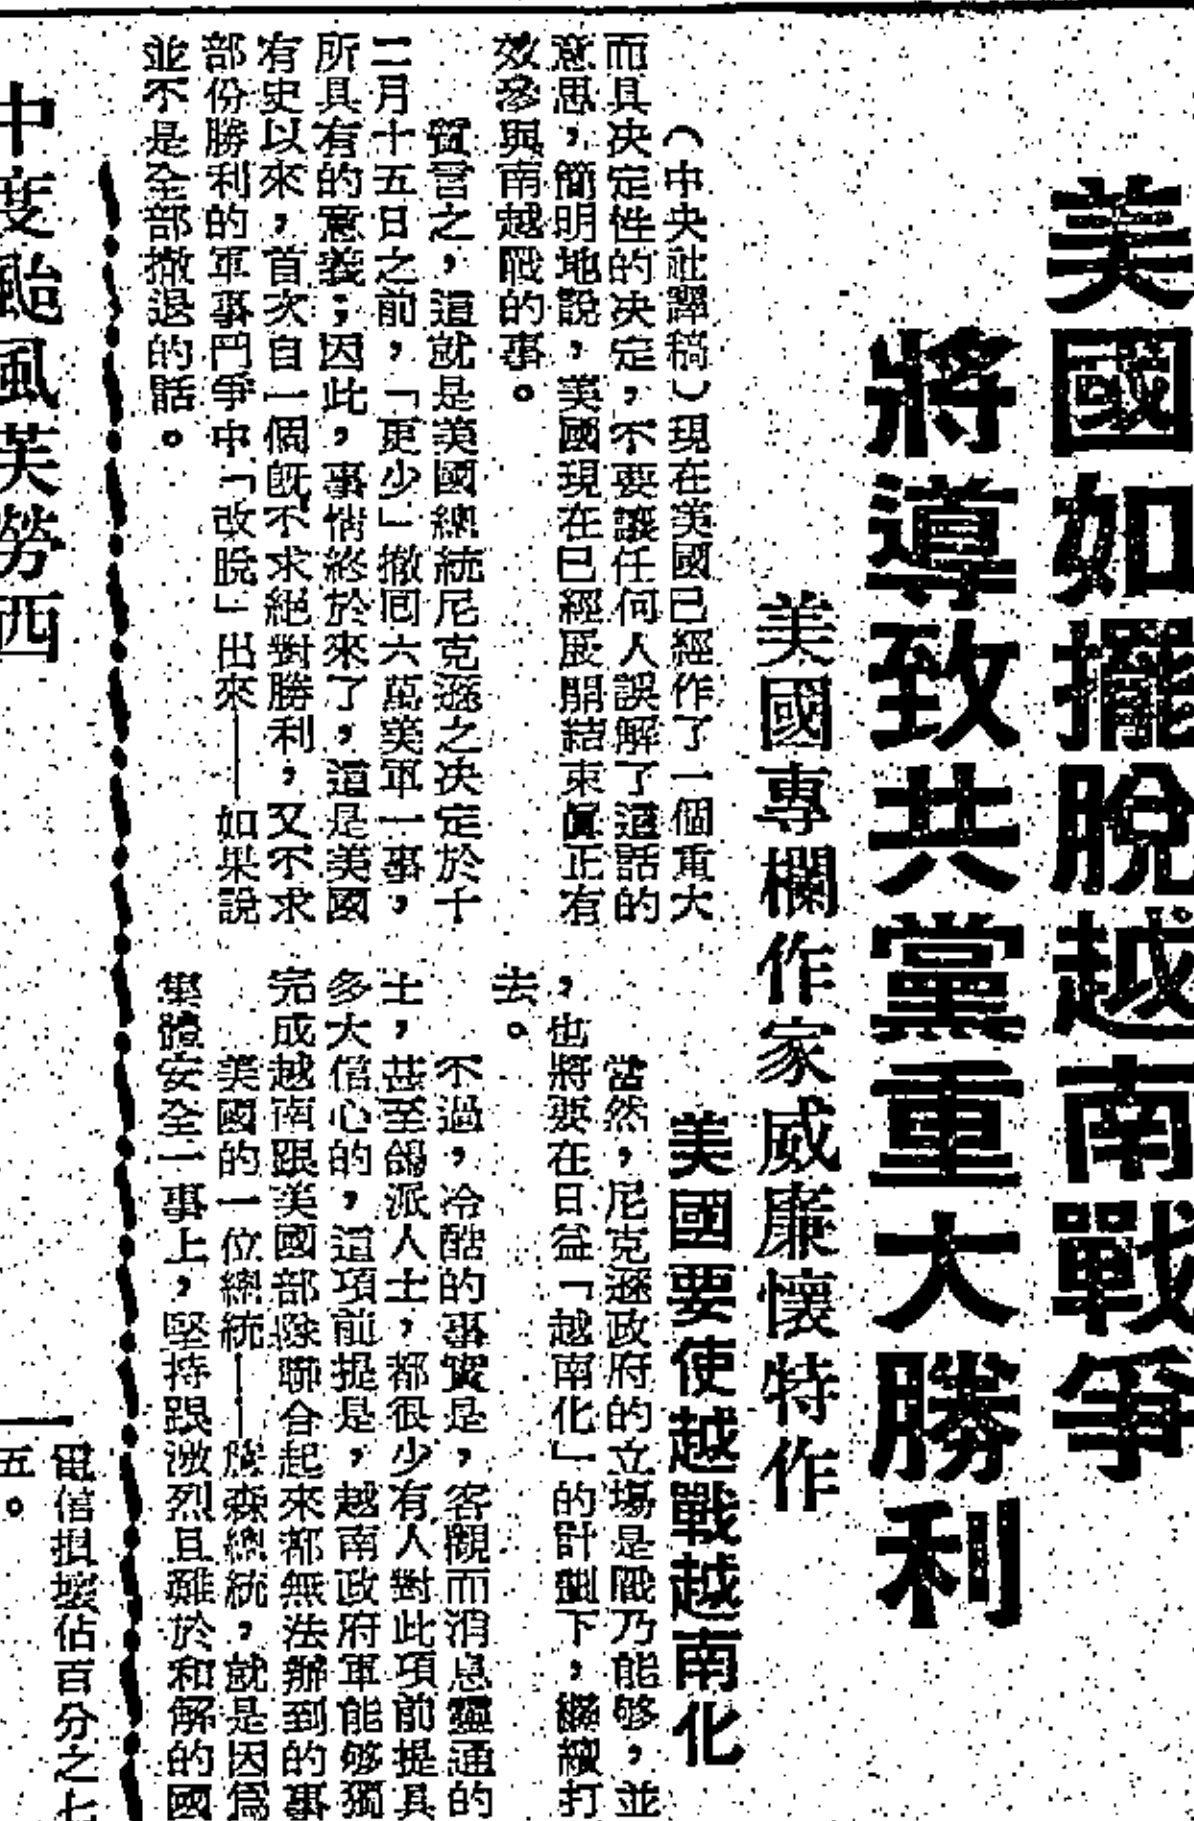 美國如擺脫越南戰爭
將導致共黨重大勝利
美國專欄作家威廉懷特作
（中央社譯稿）現在美國已經作了一個重大
而具決定性的決定，不要讓任何人誤解了這話的
意思，簡明地說，美國現在已經展開結束真正有
效參與南越戰的事。
質言之，這就是美國總統尼克遜之決定於十
二月十五日之前，「更少」撤回六萬美軍一事，
所具有的意義；因此，事情終於來了，這是美國
有史以來，首次自一個既不求絕對勝利，又不求
部份勝利的軍事鬥爭中「改脫」出來——如果說
並不是全部撤退的話。
美國要使越戰越南化
當然，尼克遜政府的立場是戰乃能够，並
，也將要在日益「越南化」的計劃下，繼續打
去。
不過，冷酷的事實是，客觀而消息靈通的
士，甚至鴿派人士，都很少有人對此項前提具
多大信心的，這項前提是，越南政府軍能够獨
完成越南跟美國部隊聯合起來都無法辦到的事
美國的一位總統——詹森總統，就是因爲
集體安全一事上，堅持跟激烈且難於和解的國
中度颱風芙勞西
電信損壞佔百分之七
五。